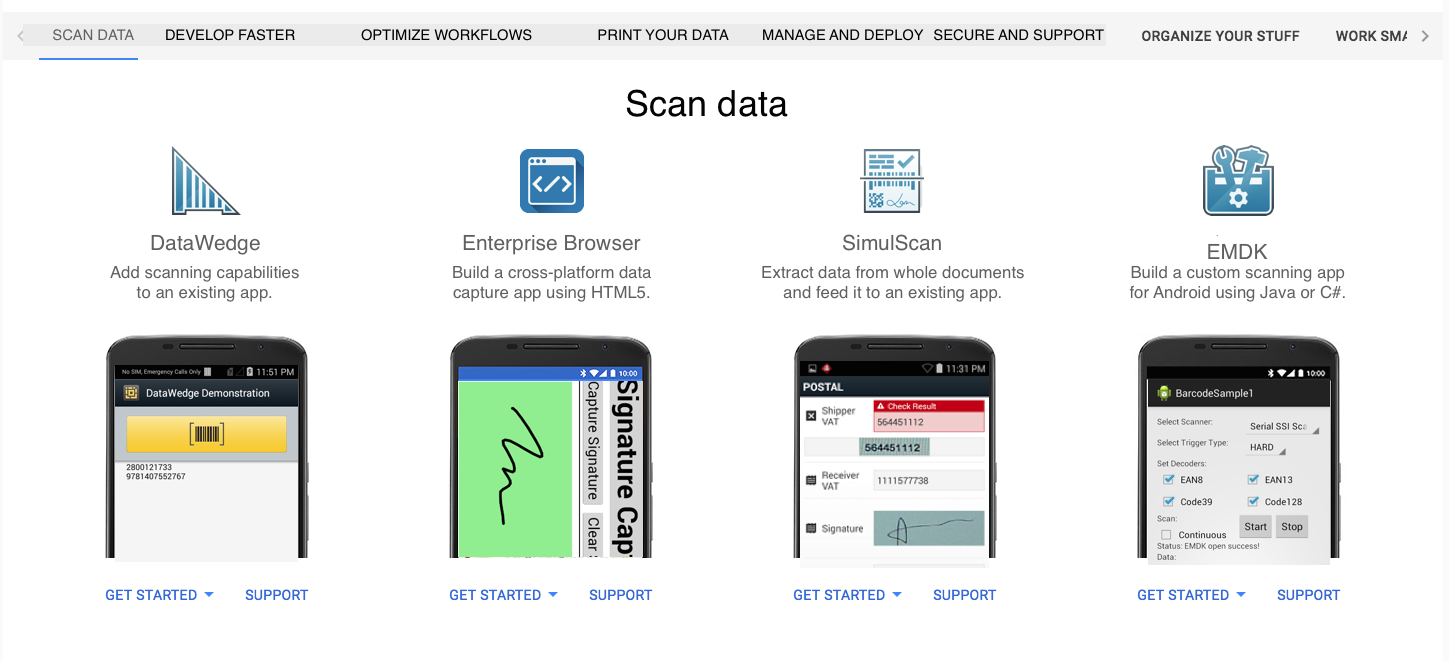 SCAN DATA DEVELOP FASTER OPTIMIZE WORKFLOWS PRINT YOUR DATA MANAGE AND DEPLOY SECURE AND SUPPORT ORGANIZE YOUR STUFF WORK SMA
Scan data
DataWedge
Add scanning capabilities
to an existing app.
No SIM, Emergency Calls Only 11:51 PM
DataWedge Demonstration
2800121733
9781407552767
GET STARTED SUPPORT
Enterprise Browser
Build a cross-platform data
capture app using HTML5.
10:00
Signature Cap
Capture Signature
Clear
GET STARTED SUPPORT
SimulScan
Extract data from whole documents
and feed it to an existing app.
11:31 PM
POSTAL
Shipper
VAT
Check Result
564451112
564451112
Receiver
VAT
1111577738
Signature
GET STARTED SUPPORT
EMDK
Build a custom scanning app
for Android using Java or C#.
10:00
BarcodeSample1
Select Scanner: Serial SSI Sca
Select Trigger Type: HARD
Set Decoders:
EAN8 EAN13
Code39 Code128
Scan:
Continuous Start Stop
Status: EMDK open success!
Data:
GET STARTED SUPPORT